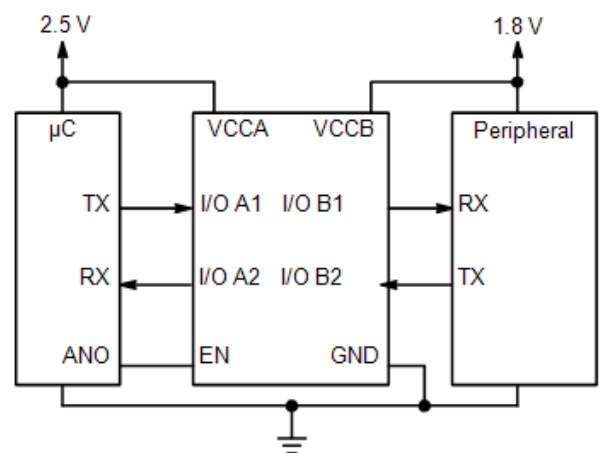 2.5 V 1.8 V
µC VCCA VCCB Peripheral
TX I/O A1 I/O B1 RX
RX I/O A2 I/O B2 TX
ANO EN GND